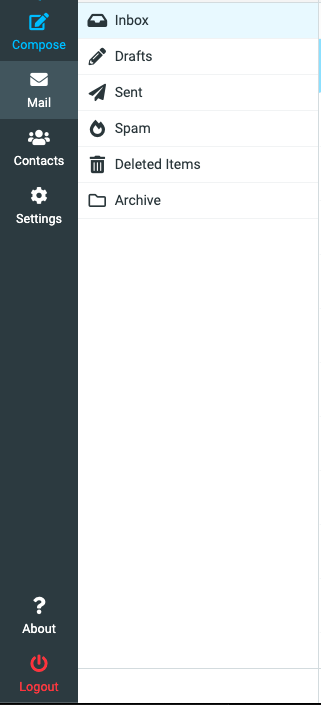 Compose
Mail
Contacts
Settings
About
Logout
Inbox
Drafts
Sent
Spam
Deleted Items
Archive